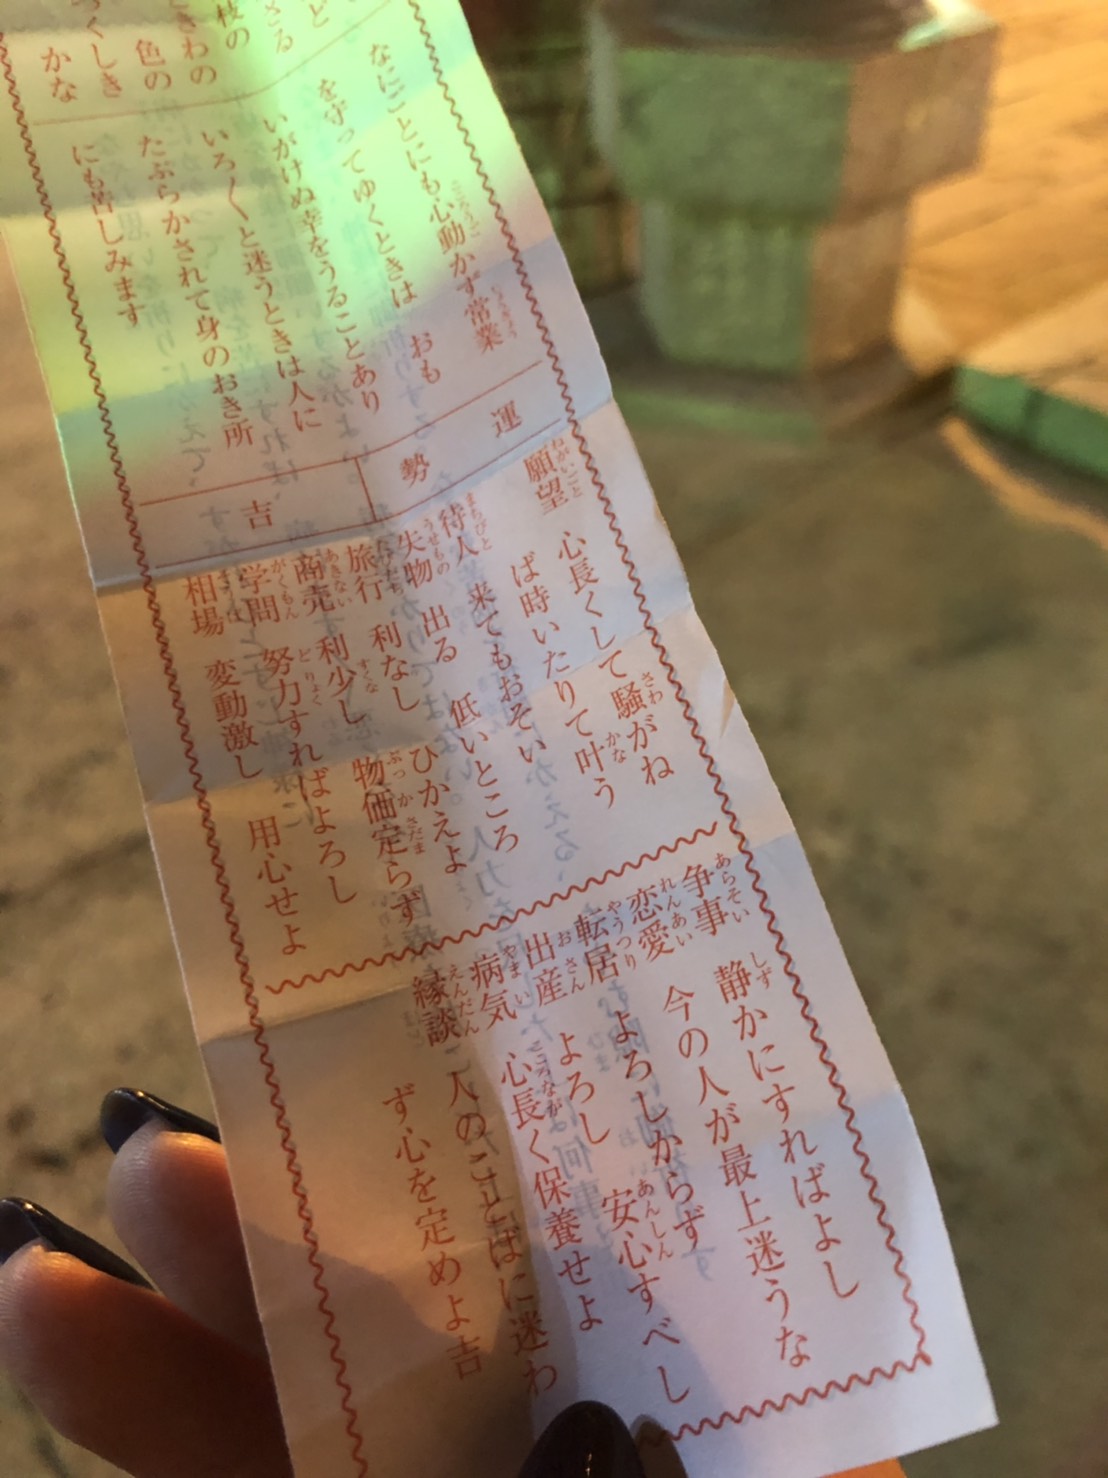 ど
さる
枝の
きわの
色の
くしき
かな
なにごとにも心動かず常業
を守ってゆくときは　おも
いがけぬ幸をうることあり
いろ〱と迷うときは人に
たぶらかされて身のおき所
にも苦しみます
運勢
吉
願望　心長くして騒がね
ば時いたりて叶う
待人　来てもおそい
失物　出る　低いところ
旅行　利なし　ひかえよ
商売　利少し　物価定らず
学問　努力すればよろし
相場　変動激し　用心せよ
争事　静かにすればよし
恋愛　今の人が最上迷うな
転居　よろしからず
出産　よろし　安心すべし
病気　心長く保養せよ
縁談　人のことばに迷わ
ず心を定めよ吉